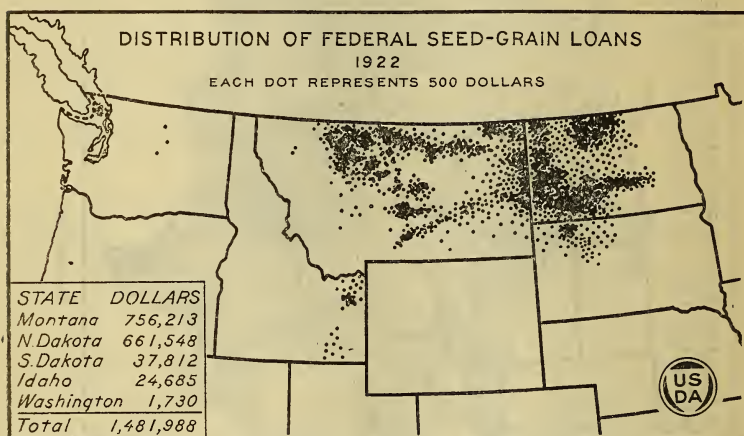 DISTRIBUTION OF FEDERAL SEED-GRAIN LOANS
1922
EACH DOT REPRESENTS 500 DOLLARS
STATE DOLLARS
Montana 756,213
N.Dakota 661,548
S.Dakota 37,812
Idaho 24,685
Washington 1,730
Total 1,481,988
US
DA